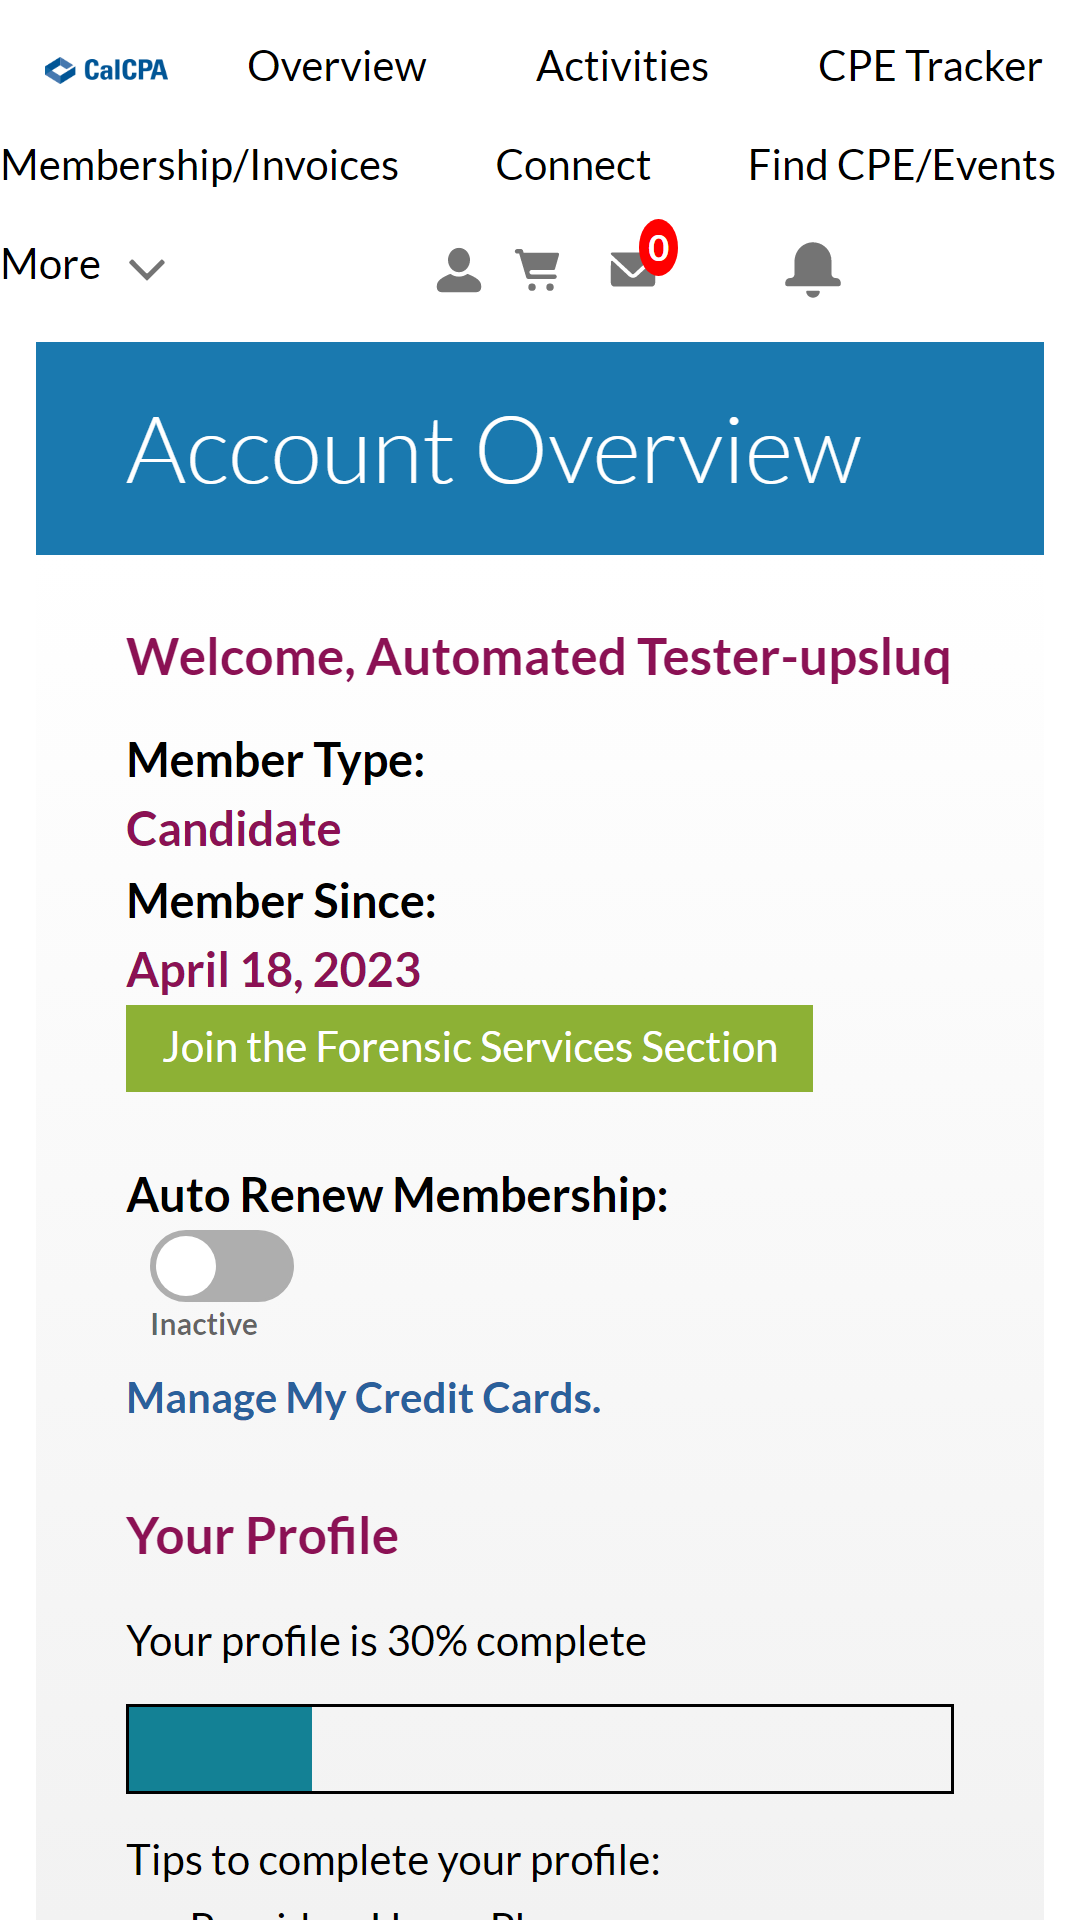 CalCPA Overview Activities CPE Tracker
Membership/Invoices Connect Find CPE/Events
More 0
Account Overview
Welcome, Automated Tester-upsluq
Member Type:
Candidate
Member Since:
April 18, 2023
Join the Forensic Services Section
Auto Renew Membership:
Inactive
Manage My Credit Cards.
Your Profile
Your profile is 30% complete
Tips to complete your profile: